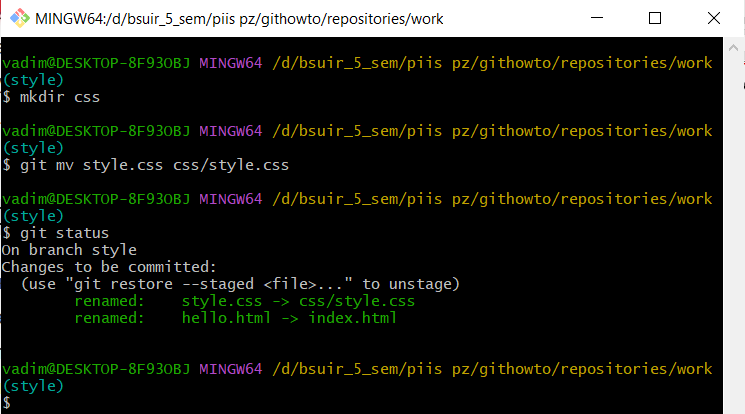 MINGW64:/d/bsuir_5_sem/piis pz/githowto/repositories/work
vadim@DESKTOP-8F93OBJ MINGW64 /d/bsuir_5_sem/piis pz/githowto/repositories/work
(style)
$ mkdir css
vadim@DESKTOP-8F93OBJ MINGW64 /d/bsuir_5_sem/piis pz/githowto/repositories/work
(style)
$ git mv style.css css/style.css
vadim@DESKTOP-8F93OBJ MINGW64 /d/bsuir_5_sem/piis pz/githowto/repositories/work
(style)
$ git status
On branch style
Changes to be committed:
  (use "git restore --staged <file>..." to unstage)
        renamed:    style.css -> css/style.css
        renamed:    hello.html -> index.html
vadim@DESKTOP-8F93OBJ MINGW64 /d/bsuir_5_sem/piis pz/githowto/repositories/work
(style)
$